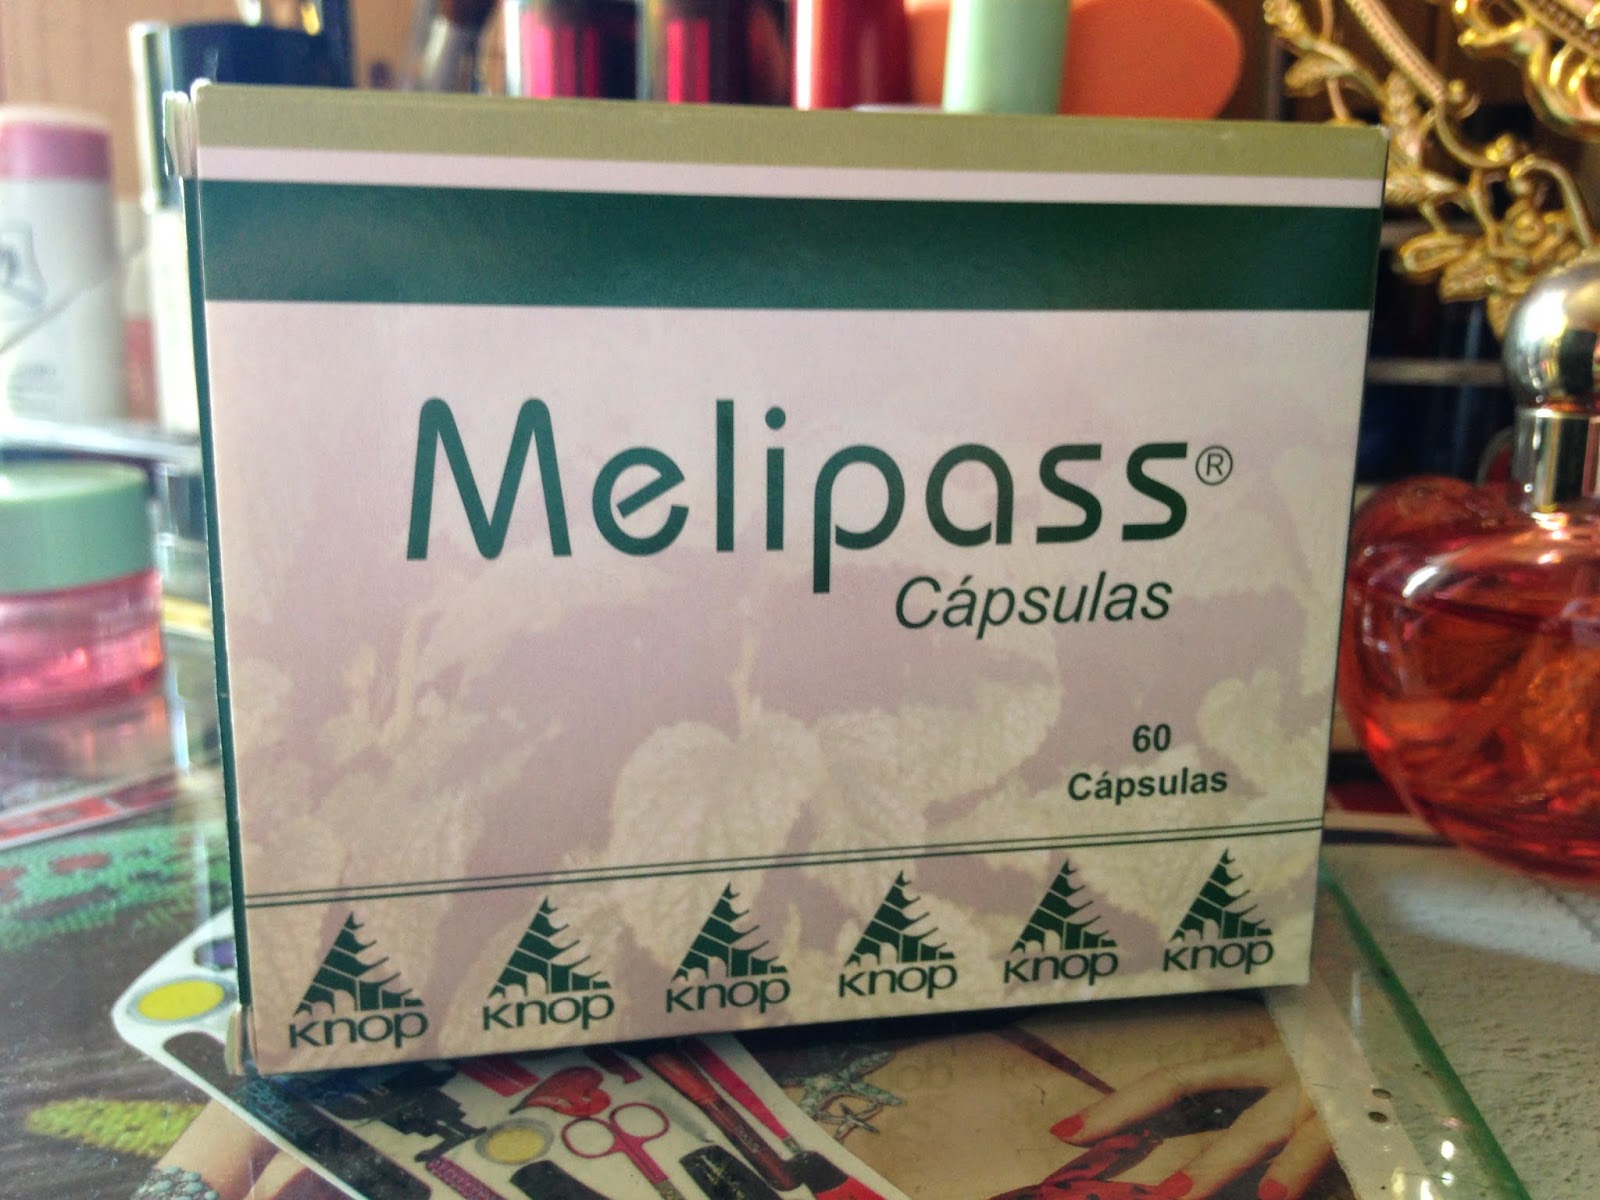 Melipass®
Cápsulas
60
Cápsulas
Knop Knop Knop Knop Knop Knop